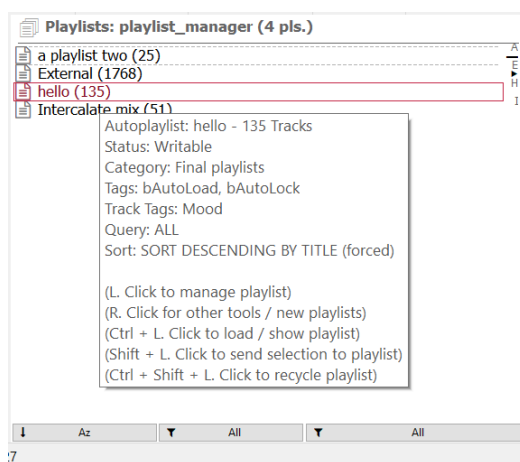 Playlists: playlist_manager (4 pls.)
a playlist two (25)
External (1768)
hello (135)
Intercalate mix (51)
A
E
H
I
Autoplaylist: hello - 135 Tracks
Status: Writable
Category: Final playlists
Tags: bAutoLoad, bAutoLock
Track Tags: Mood
Query: ALL
Sort: SORT DESCENDING BY TITLE (forced)
(L. Click to manage playlist)
(R. Click for other tools / new playlists)
(Ctrl + L. Click to load / show playlist)
(Shift + L. Click to send selection to playlist)
(Ctrl + Shift + L. Click to recycle playlist)
Az All All
27